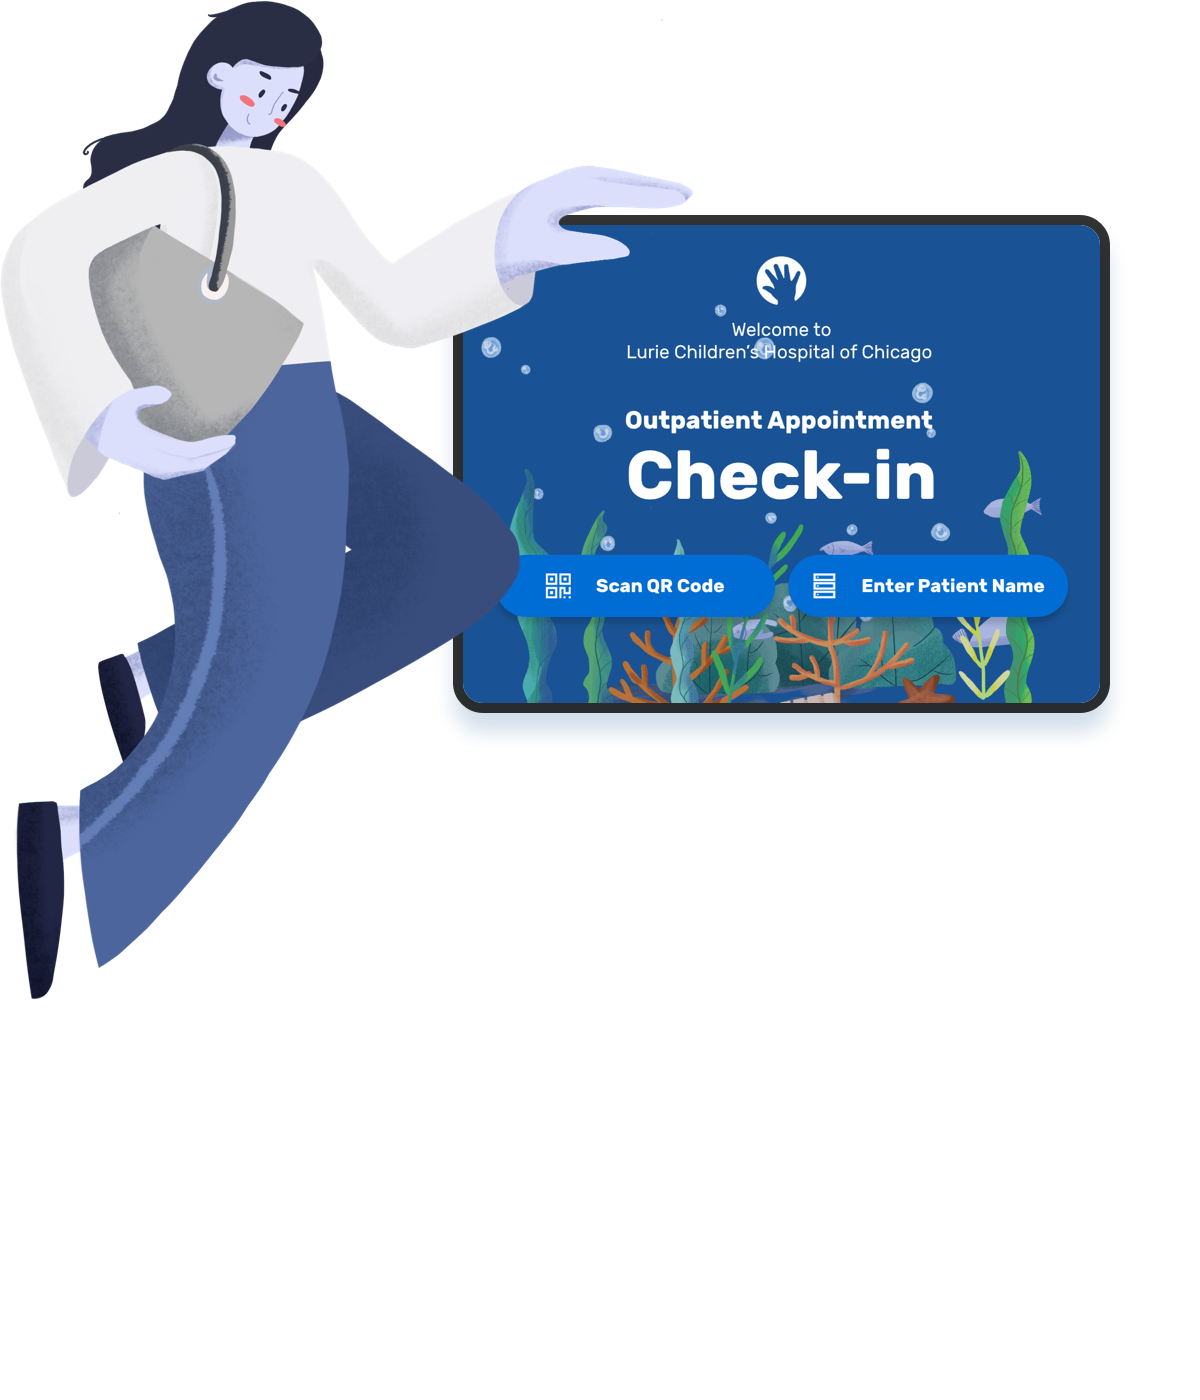 Welcome to
Lurie Children’s Hospital of Chicago
Outpatient Appointment
Check-in
Scan QR Code
Enter Patient Name